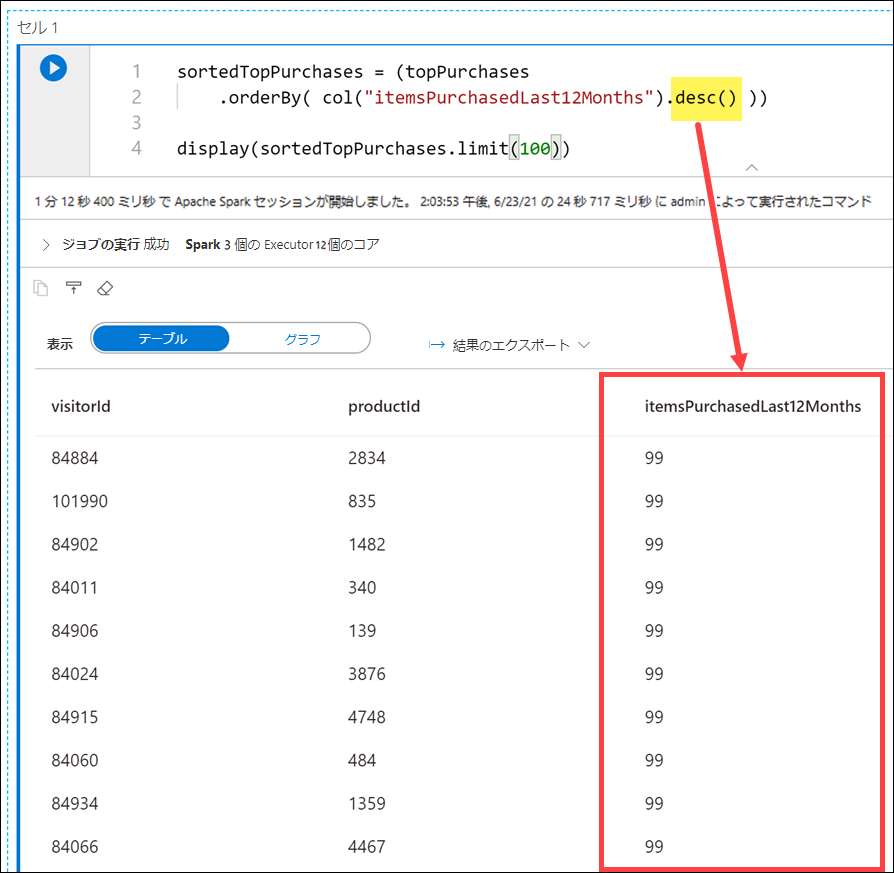 セル 1
1 sortedTopPurchases = (topPurchases
2 .orderBy( col("itemsPurchasedLast12Months").desc() ))
3
4 display(sortedTopPurchases.limit(100))
1 分 12 秒 400 ミリ秒 で Apache Spark セッションが開始しました。 2:03:53 午後, 6/23/21 の 24 秒 717 ミリ秒 に admin によって実行されたコマンド
ジョブの実行 成功 Spark 3 個の Executor 12個のコア
表示 テーブル グラフ 結果のエクスポート
visitorId productId itemsPurchasedLast12Months
84884 2834 99
101990 835 99
84902 1482 99
84011 340 99
84906 139 99
84024 3876 99
84915 4748 99
84060 484 99
84934 1359 99
84066 4467 99